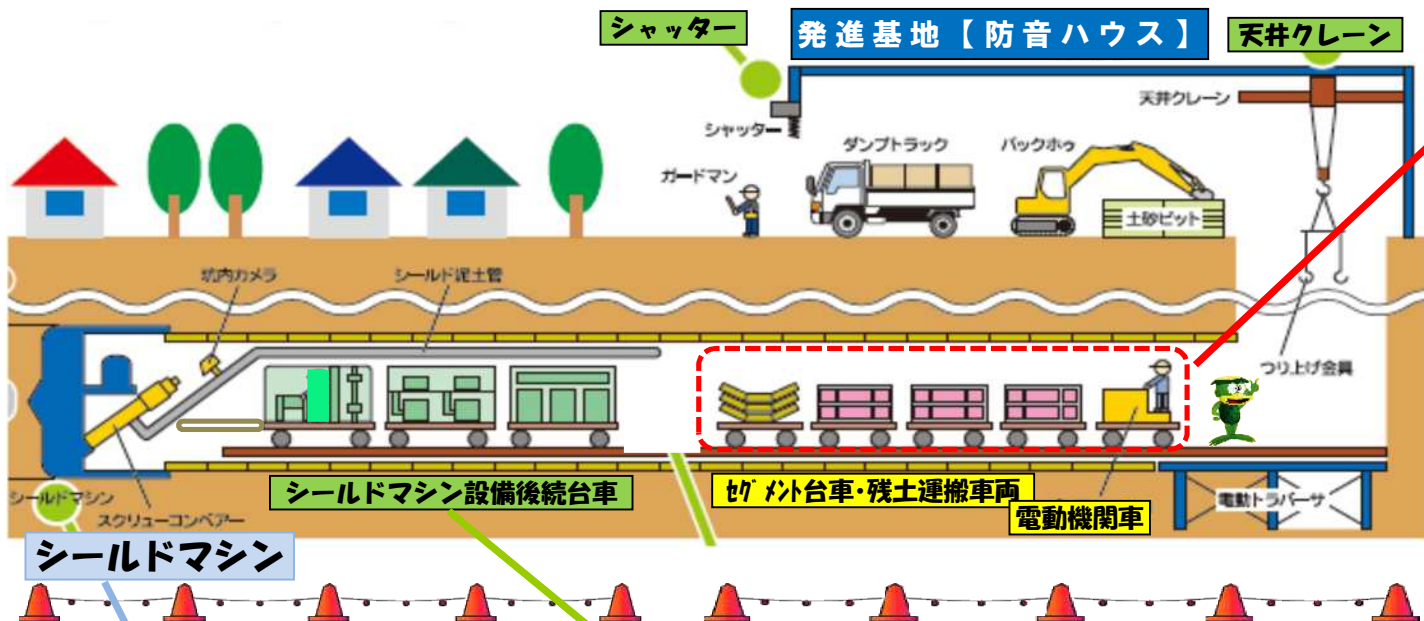 シャッター
発進基地【防音ハウス】
天井クレーン
天井クレーン
シャッター
ダンプトラック
バックホゥ
ガードマン
土砂ピット
坑内カメラ
シールド泥土管
つり上げ金具
シールドマシン
スクリューコンベアー
シールドマシン設備後続台車
セグメント台車・残土運搬車両
電動機関車
電動トラバーサ
シールドマシン